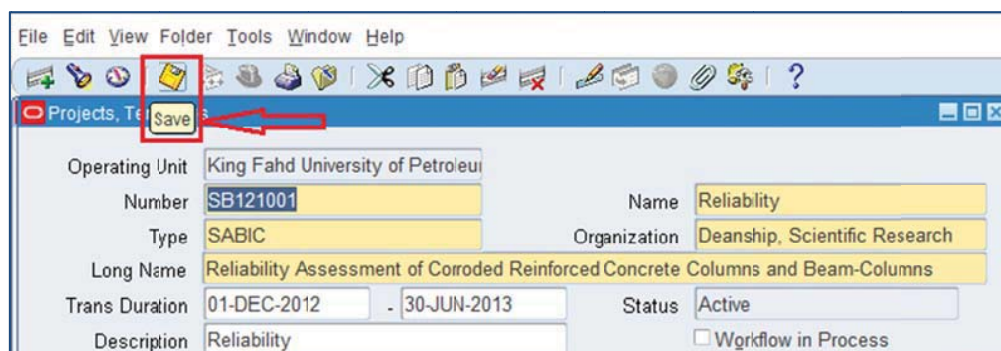 File Edit View Folder Tools Window Help
Projects, Te
Save
Operating Unit King Fahd University of Petroleu
Number SB121001 Name Reliability
Type SABIC Organization Deanship, Scientific Research
Long Name Reliability Assessment of Corroded Reinforced Concrete Columns and Beam-Columns
Trans Duration 01-DEC-2012 - 30-JUN-2013 Status Active
Description Reliability Workflow in Process